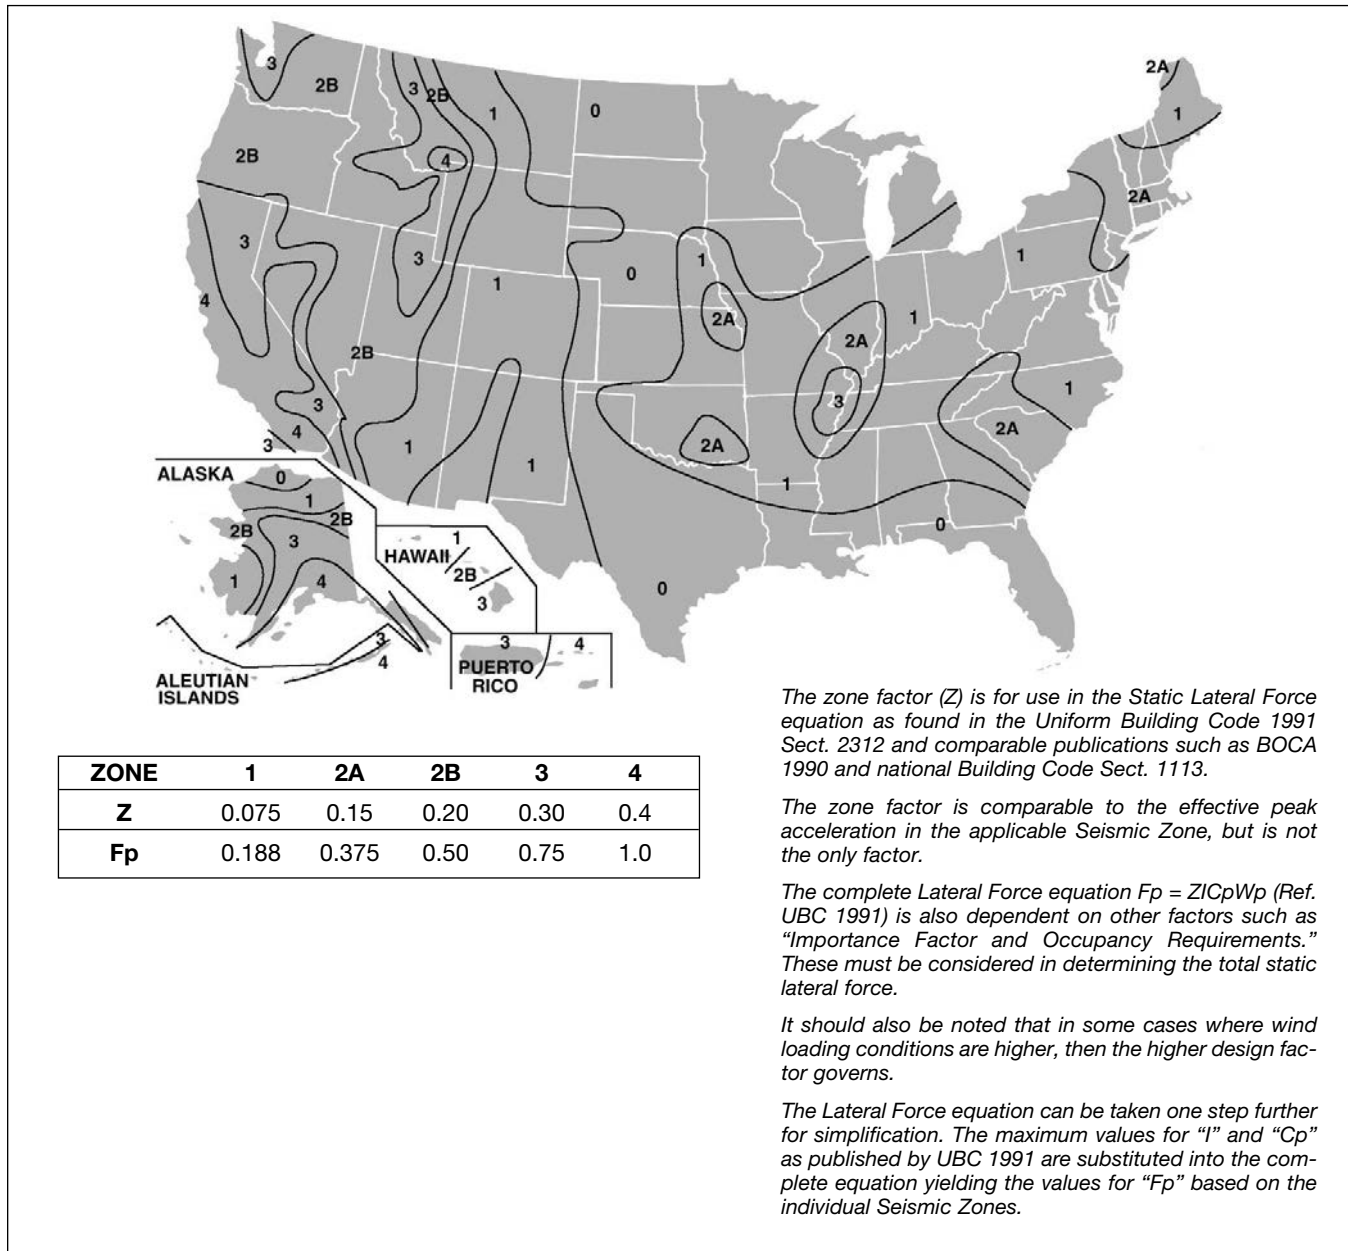 3
2B
3
2B
1
0
2A
1
2B
4
2A
3
3
1
0
1
1
4
2A
1
2A
2B
3
1
3
4
2A
3
1
2A
1
1
0
0
ALASKA
0
1
2B
2B
3
1
4
3
4
ALEUTIAN
ISLANDS
HAWAII
1
2B
3
3
4
PUERTO
RICO
The zone factor (Z) is for use in the Static Lateral Force
equation as found in the Uniform Building Code 1991
Sect. 2312 and comparable publications such as BOCA
1990 and national Building Code Sect. 1113.
The zone factor is comparable to the effective peak
acceleration in the applicable Seismic Zone, but is not
the only factor.
The complete Lateral Force equation Fp = ZICpWp (Ref.
UBC 1991) is also dependent on other factors such as
“Importance Factor and Occupancy Requirements.”
These must be considered in determining the total static
lateral force.
It should also be noted that in some cases where wind
loading conditions are higher, then the higher design fac-
tor governs.
The Lateral Force equation can be taken one step further
for simplification. The maximum values for “I” and “Cp”
as published by UBC 1991 are substituted into the com-
plete equation yielding the values for “Fp” based on the
individual Seismic Zones.
ZONE 1 2A 2B 3 4
Z 0.075 0.15 0.20 0.30 0.4
Fp 0.188 0.375 0.50 0.75 1.0